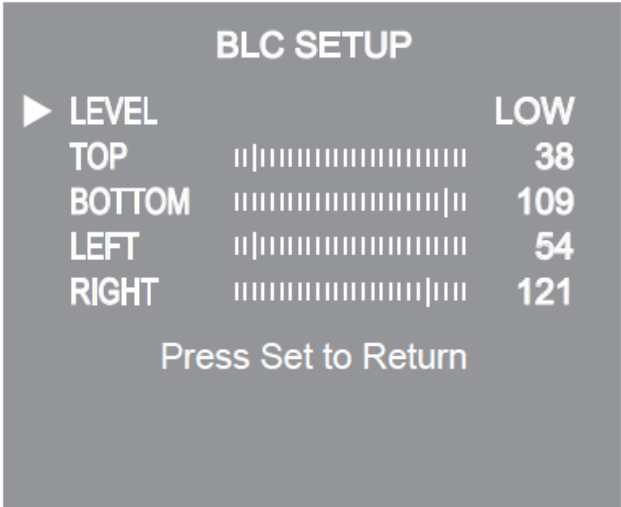 BLC SETUP
LEVEL LOW
TOP 38
BOTTOM 109
LEFT 54
RIGHT 121
Press Set to Return